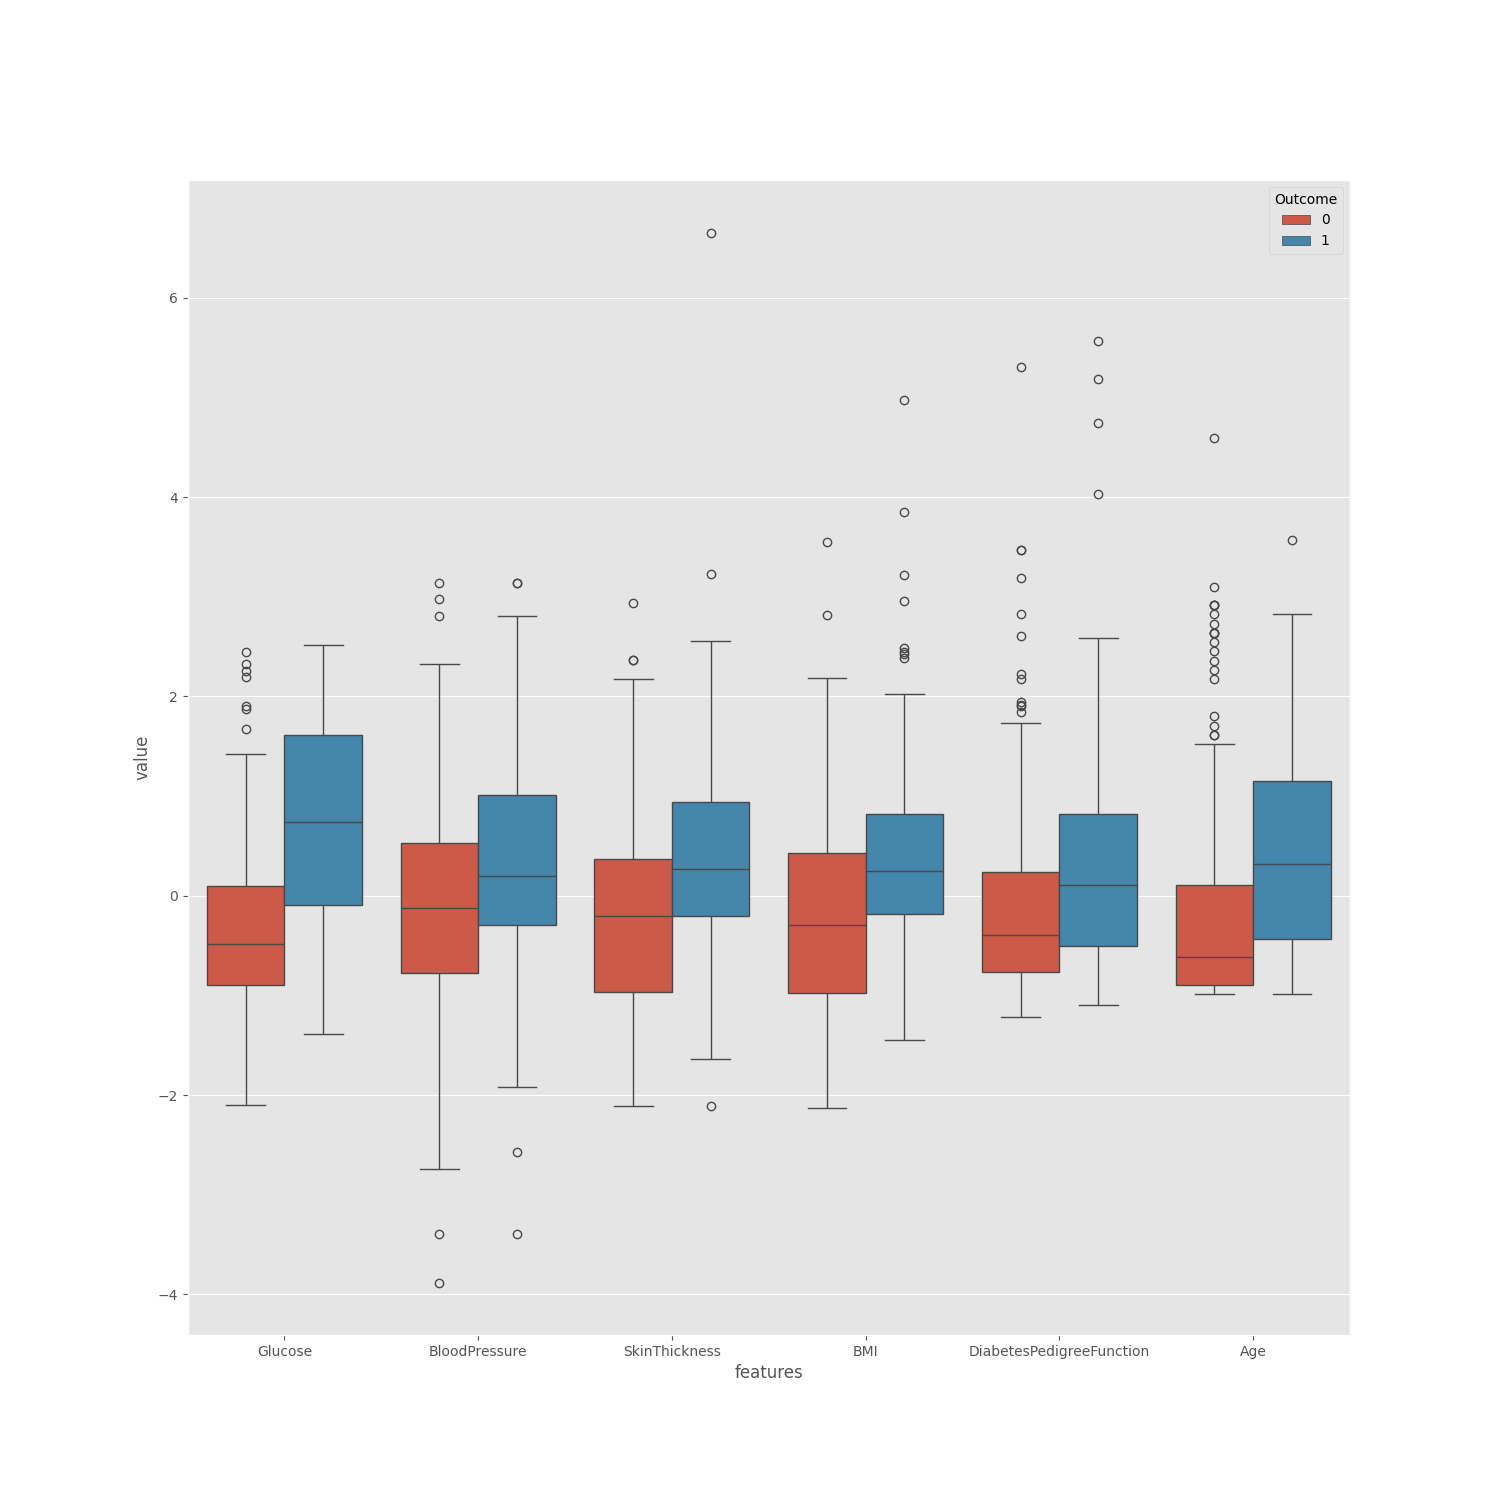 Outcome
0
1
6
4
2
0
−2
−4
value
Glucose
BloodPressure
SkinThickness
BMI
DiabetesPedigreeFunction
Age
features